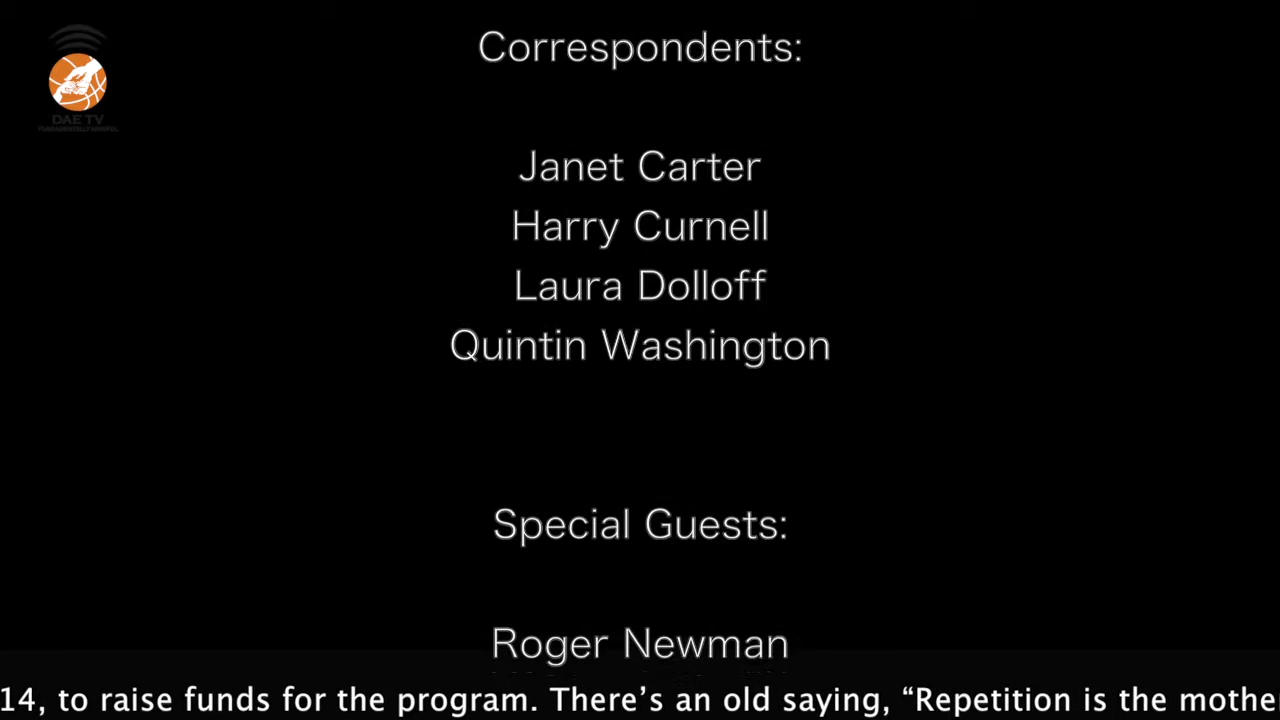 DAE TV
Correspondents:
Janet Carter
Harry Curnell
Laura Dolloff
Quintin Washington
Special Guests:
Roger Newman
14, to raise funds for the program. There’s an old saying, “Repetition is the mothe